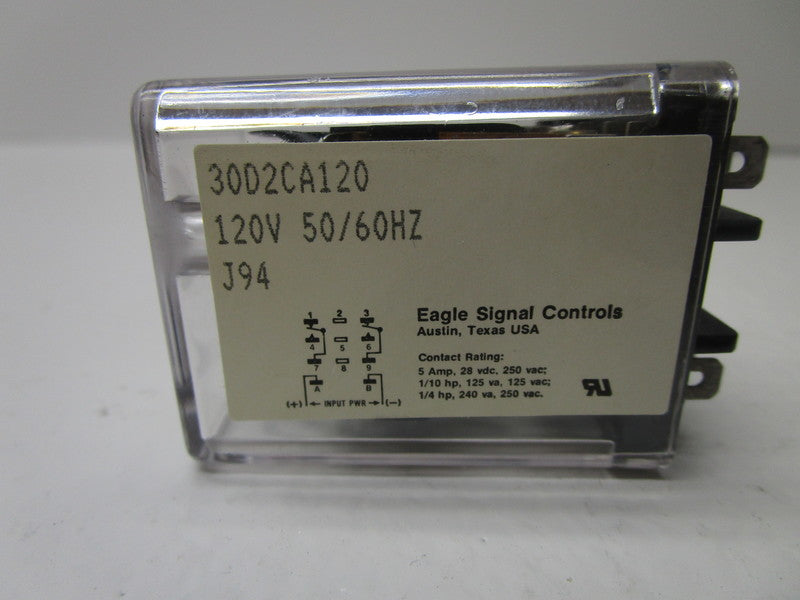 30D2CA120
120V 50/60HZ
J94
1 2 3
4 5 6
7 8 9
A B
(+) INPUT PWR (-)
Eagle Signal Controls
Austin, Texas USA
Contact Rating:
5 Amp, 28 vdc, 250 vac;
1/10 hp, 125 va, 125 vac;
1/4 hp, 240 va, 250 vac.
RU